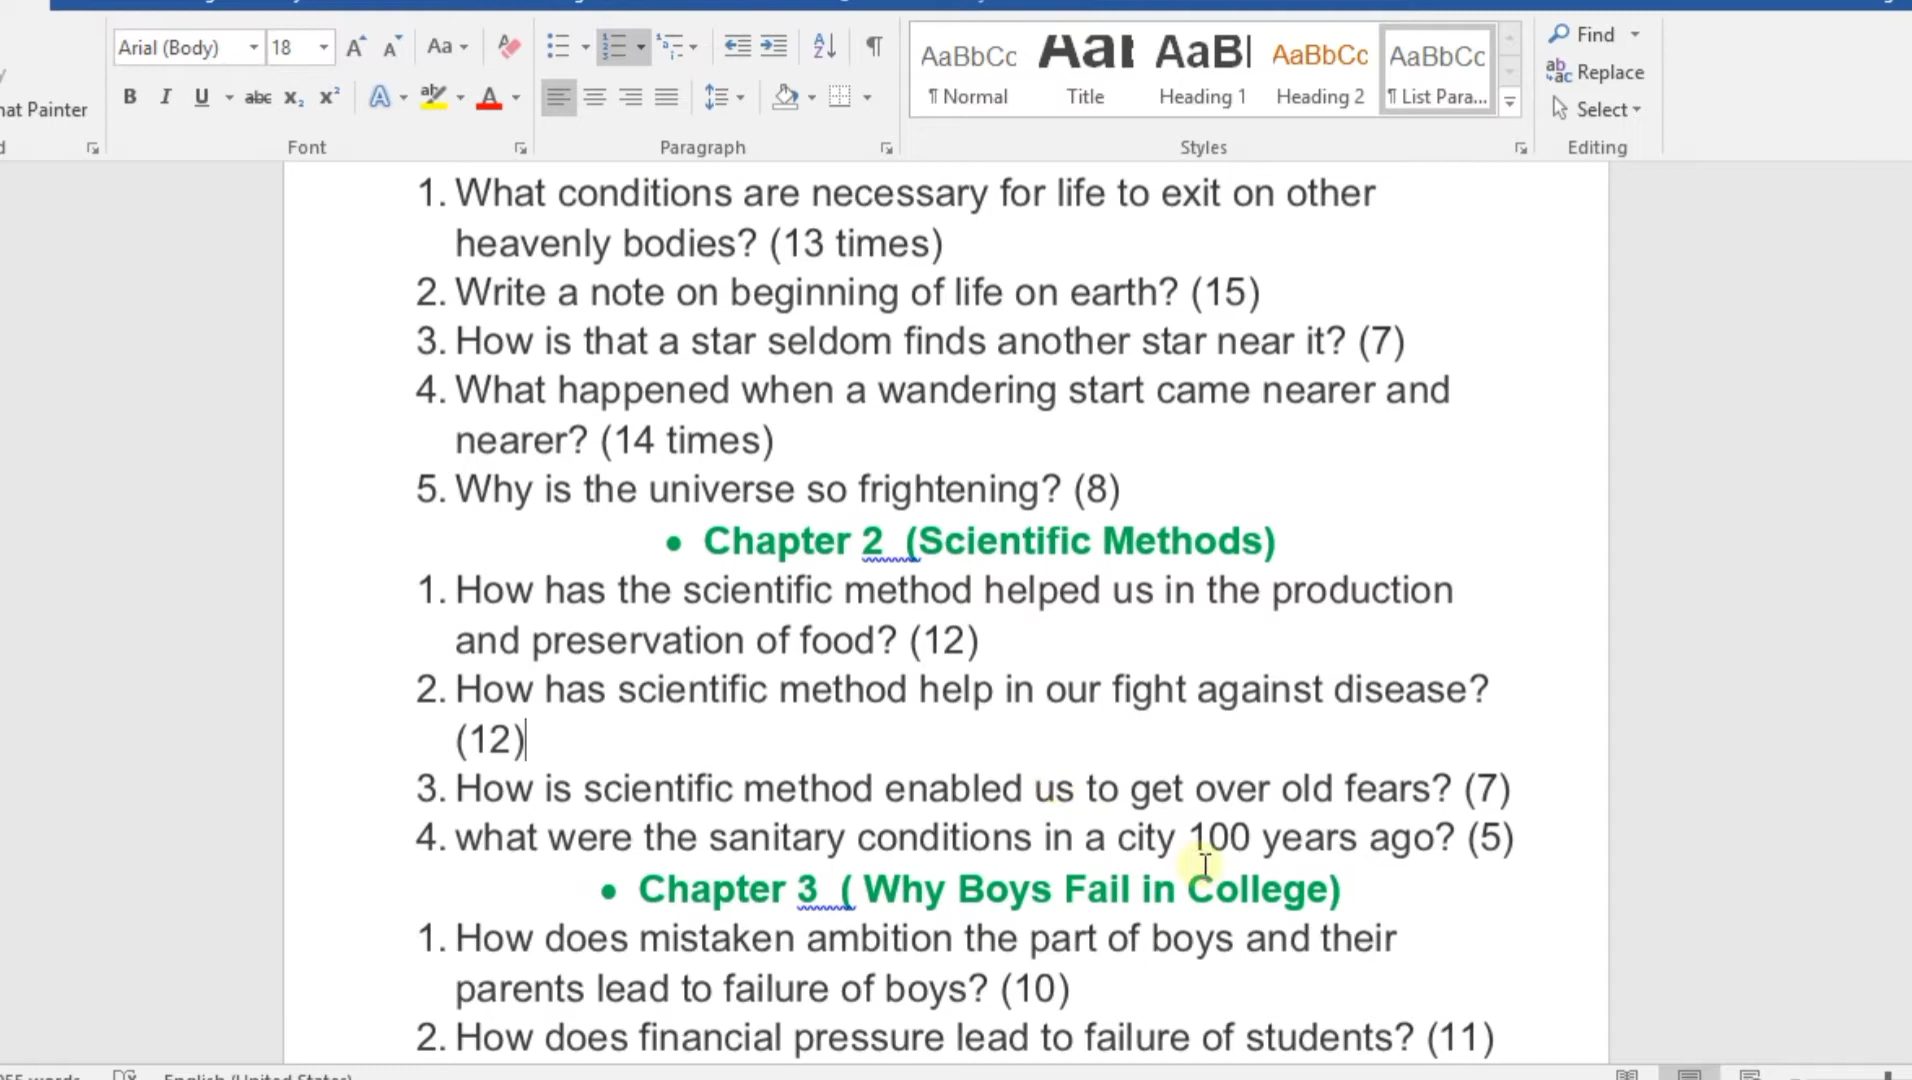 Arial (Body) 18 Aa
AaBbCc AaB AaBbCc AaBbCc
Find
Replace
Select
¶ Normal Title Heading 1 Heading 2 ¶ List Para...
Painter
B I U abc X₂ X² A A
Font Paragraph Styles Editing
1. What conditions are necessary for life to exit on other
heavenly bodies? (13 times)
2. Write a note on beginning of life on earth? (15)
3. How is that a star seldom finds another star near it? (7)
4. What happened when a wandering start came nearer and
nearer? (14 times)
5. Why is the universe so frightening? (8)
• Chapter 2 (Scientific Methods)
1. How has the scientific method helped us in the production
and preservation of food? (12)
2. How has scientific method help in our fight against disease?
(12)
3. How is scientific method enabled us to get over old fears? (7)
4. what were the sanitary conditions in a city 100 years ago? (5)
• Chapter 3 ( Why Boys Fail in College)
1. How does mistaken ambition the part of boys and their
parents lead to failure of boys? (10)
2. How does financial pressure lead to failure of students? (11)
English (United States)